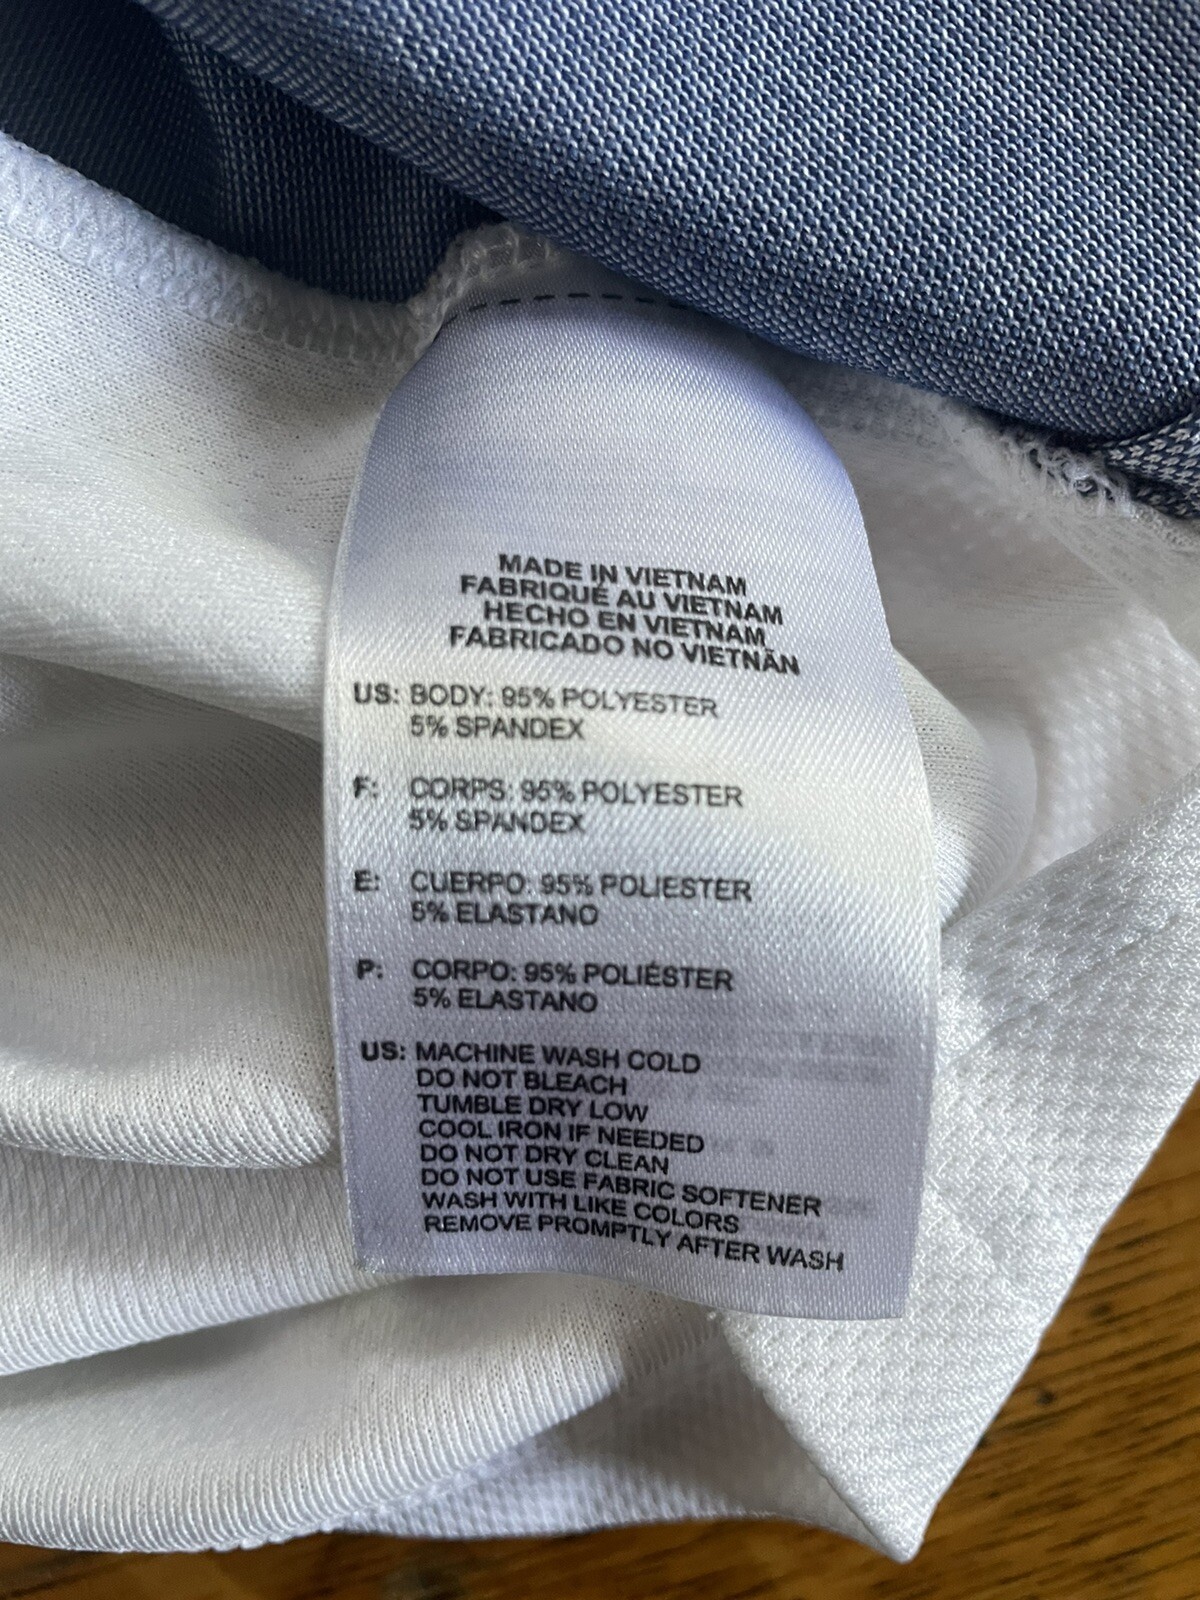 MADE IN VIETNAM
FABRIQUÉ AU VIETNAM
HECHO EN VIETNAM
FABRICADO NO VIETNÃN
US: BODY: 95% POLYESTER
5% SPANDEX
F: CORPS: 95% POLYESTER
5% SPANDEX
E: CUERPO: 95% POLIESTER
5% ELASTANO
P: CORPO: 95% POLIÉSTER
5% ELASTANO
US: MACHINE WASH COLD
DO NOT BLEACH
TUMBLE DRY LOW
COOL IRON IF NEEDED
DO NOT DRY CLEAN
DO NOT USE FABRIC SOFTENER
WASH WITH LIKE COLORS
REMOVE PROMPTLY AFTER WASH